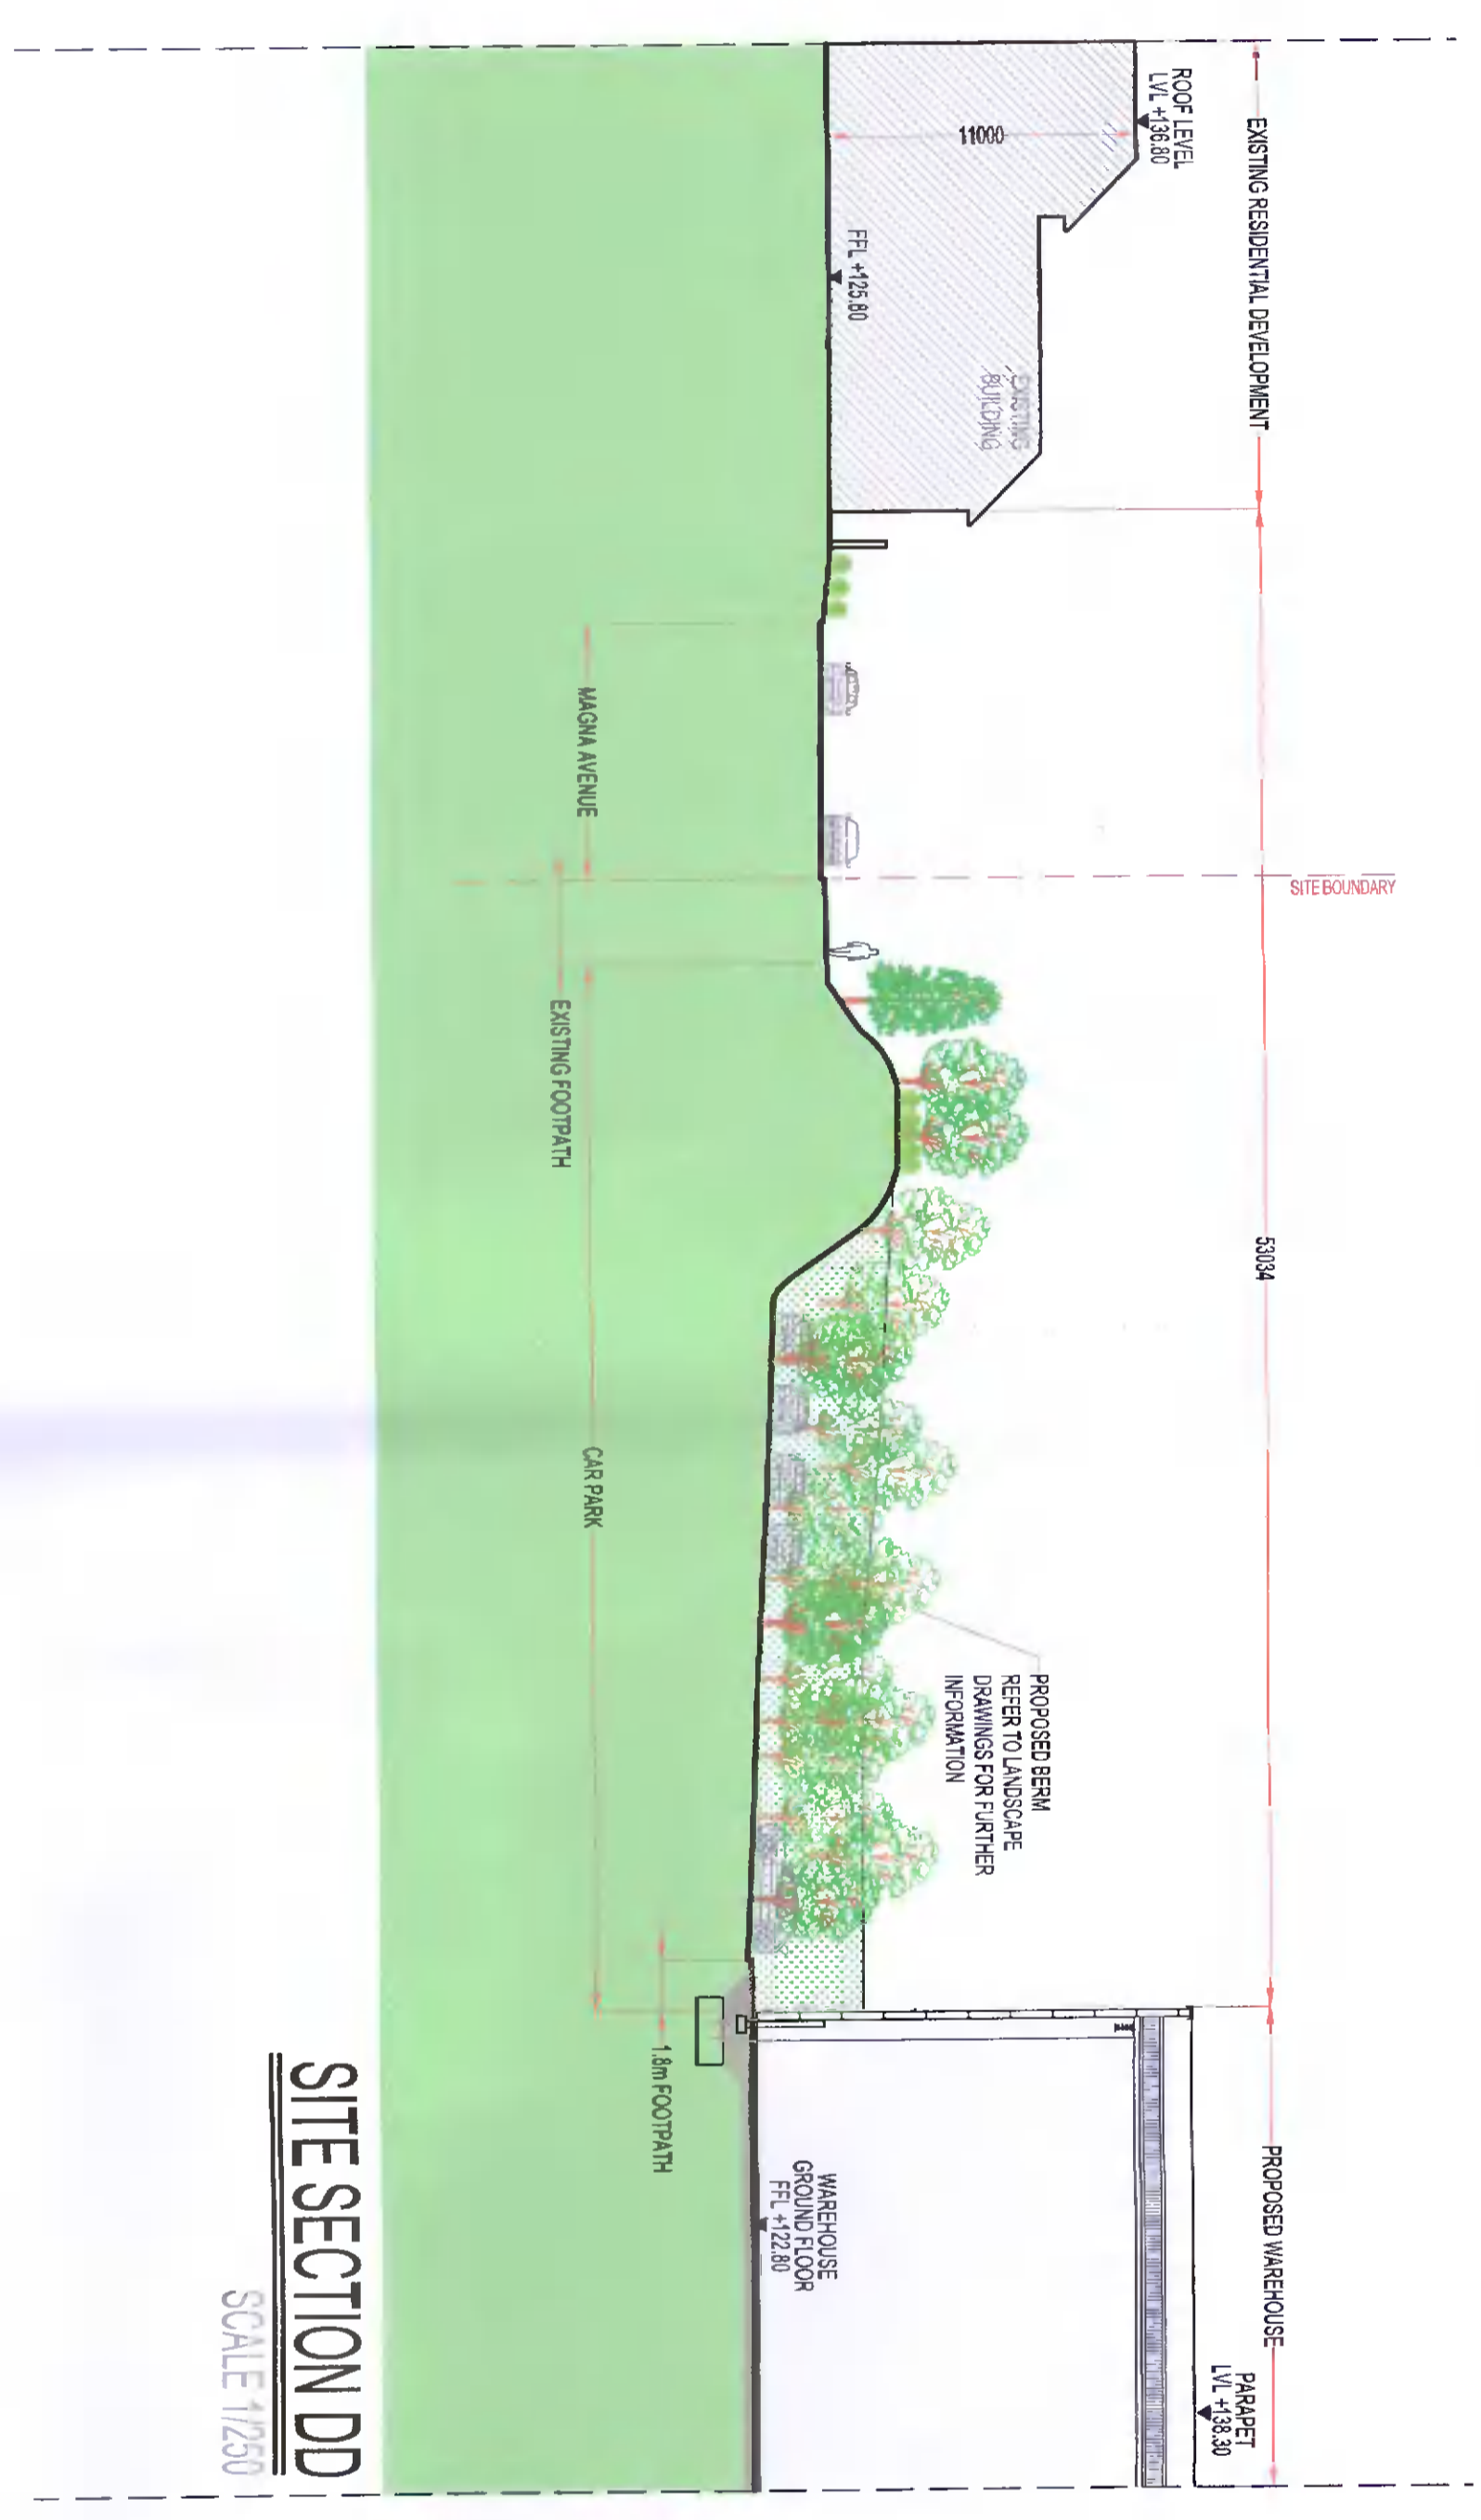 EXISTING RESIDENTIAL DEVELOPMENT
53034
PROPOSED WAREHOUSE
SITE BOUNDARY
ROOF LEVEL
LVL +136.80
PARAPET
LVL +138.30
11000
EXISTING
BUILDING
FFL +125.80
PROPOSED BERM
REFER TO LANDSCAPE
DRAWINGS FOR FURTHER
INFORMATION
WAREHOUSE
GROUND FLOOR
FFL +122.80
1.8m FOOTPATH
MAGNA AVENUE
CAR PARK
EXISTING FOOTPATH
SITE SECTION DD
SCALE 1/250